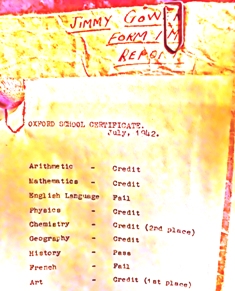 JIMMY GOW
FORM
REPO
OXFORD SCHOOL CERTIFICATE.
July, 1942.
Arithmetic - Credit
Mathematics - Credit
English Language Fail
Physics - Credit
Chemistry - Credit (2nd place)
Geography - Credit
History - Pass
French - Fail
Art - Credit (1st place)